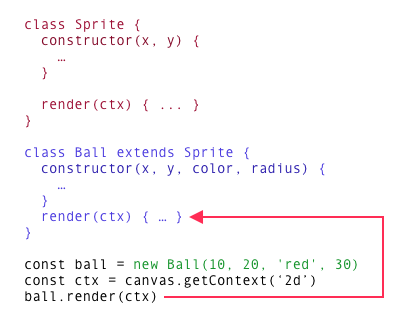 class Sprite {
constructor(x, y) {
…
}
render(ctx) { ... }
}
class Ball extends Sprite {
constructor(x, y, color, radius) {
…
}
render(ctx) { … }
}
const ball = new Ball(10, 20, 'red', 30)
const ctx = canvas.getContext(‘2d’)
ball.render(ctx)